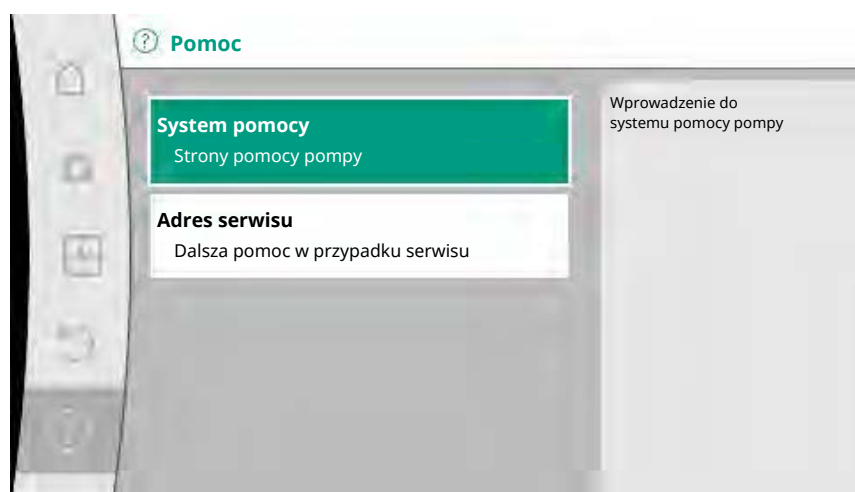 Pomoc
System pomocy
Strony pomocy pompy
Adres serwisu
Dalsza pomoc w przypadku serwisu
Wprowadzenie do
systemu pomocy pompy